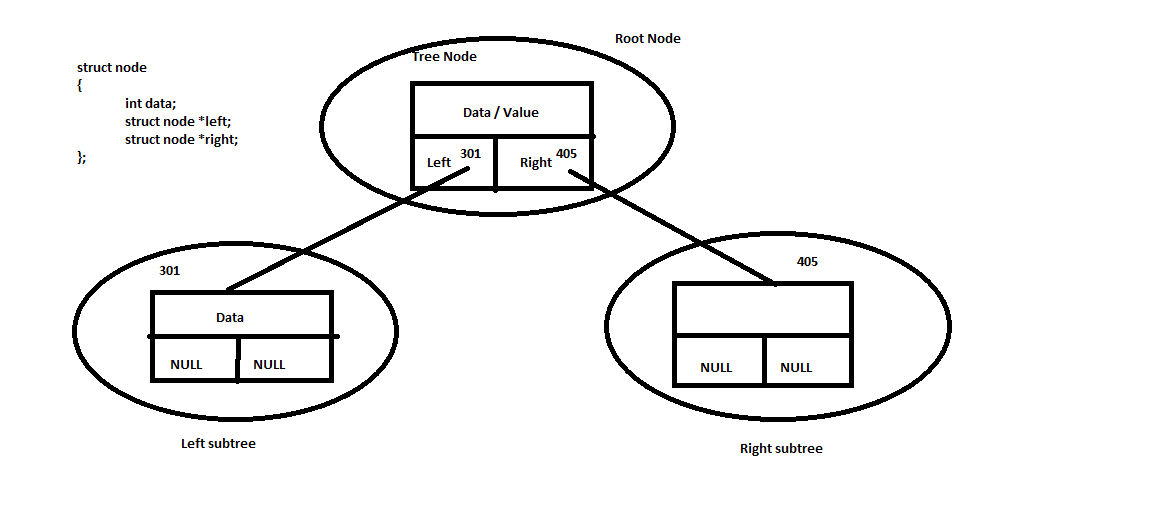 Root Node
Tree Node
struct node
{
int data;
struct node *left;
struct node *right;
};
Data / Value
Left 301
Right 405
301
Data
NULL NULL
Left subtree
405
NULL NULL
Right subtree